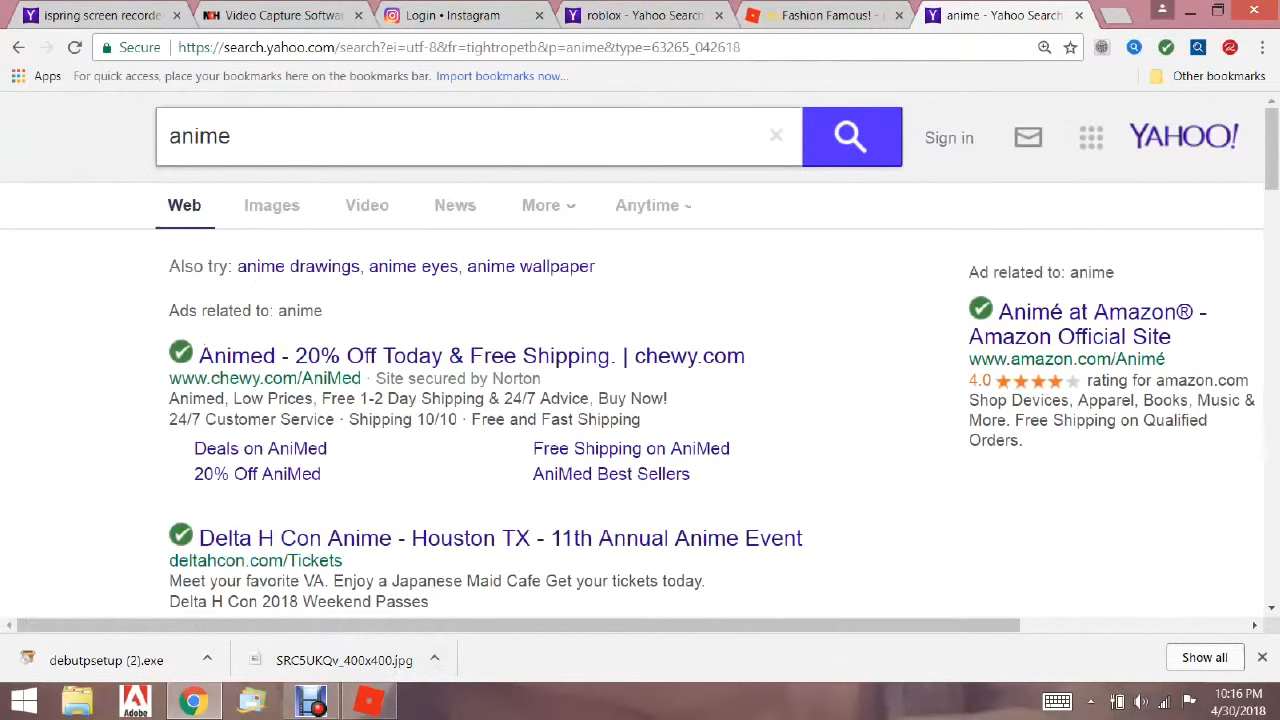 ispring screen recorde
NCH Video Capture Softwa
Login • Instagram
roblox - Yahoo Search
Fashion Famous! -
anime - Yahoo Search
Secure https://search.yahoo.com/search?ei=utf-8&fr=tightropetb&p=anime&type=63265_042618
Apps For quick access, place your bookmarks here on the bookmarks bar. Import bookmarks now... Other bookmarks
anime
Sign in
YAHOO!
Web Images Video News More Anytime
Also try: anime drawings, anime eyes, anime wallpaper
Ads related to: anime
Animed - 20% Off Today & Free Shipping. | chewy.com
www.chewy.com/AniMed · Site secured by Norton
Animed, Low Prices, Free 1-2 Day Shipping & 24/7 Advice, Buy Now!
24/7 Customer Service · Shipping 10/10 · Free and Fast Shipping
Deals on AniMed Free Shipping on AniMed
20% Off AniMed AniMed Best Sellers
Delta H Con Anime - Houston TX - 11th Annual Anime Event
deltahcon.com/Tickets
Meet your favorite VA. Enjoy a Japanese Maid Cafe Get your tickets today.
Delta H Con 2018 Weekend Passes
Ad related to: anime
Animé at Amazon® -
Amazon Official Site
www.amazon.com/Animé
4.0 rating for amazon.com
Shop Devices, Apparel, Books, Music &
More. Free Shipping on Qualified
Orders.
debutpsetup (2).exe
SRC5UKQv_400x400.jpg
Show all
Adobe
10:16 PM
4/30/2018